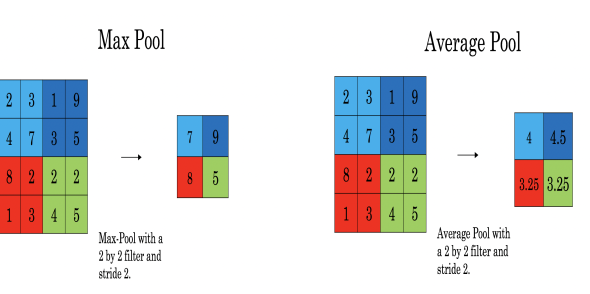 Max Pool
2 3 1 9
4 7 3 5
8 2 2 2
1 3 4 5
7 9
8 5
Max-Pool with a
2 by 2 filter and
stride 2.
Average Pool
2 3 1 9
4 7 3 5
8 2 2 2
1 3 4 5
4 4.5
3.25 3.25
Average Pool with
a 2 by 2 filter and
stride 2.